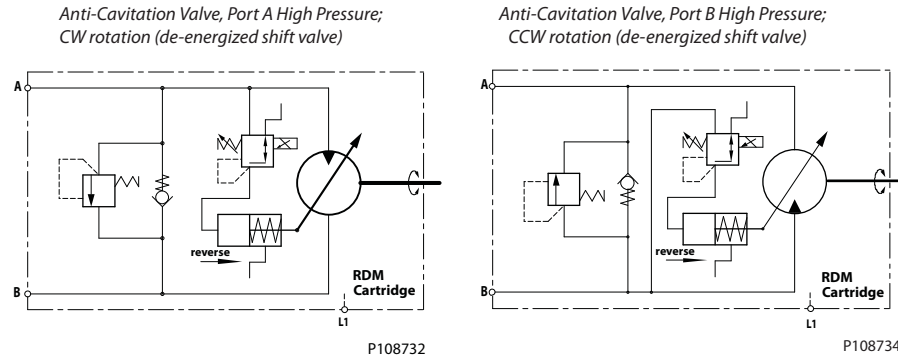 Anti-Cavitation Valve, Port A High Pressure;
CW rotation (de-energized shift valve)
A
reverse
B
RDM
Cartridge
L1
P108732
Anti-Cavitation Valve, Port B High Pressure;
CCW rotation (de-energized shift valve)
A
reverse
B
RDM
Cartridge
L1
P108734